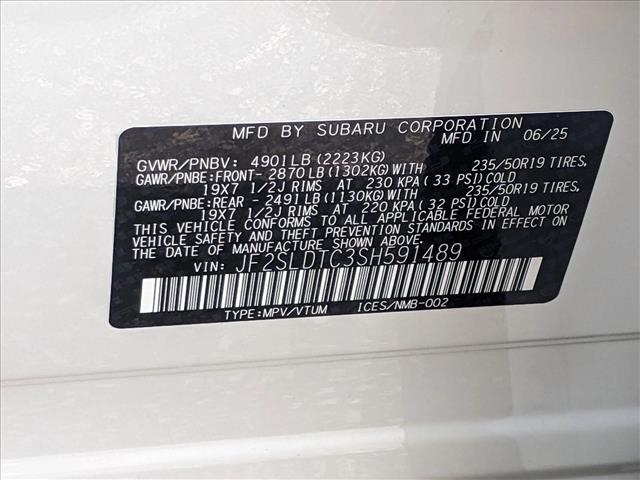 MFD BY SUBARU CORPORATION
MFD IN 06/25
GVWR/PNBV: 4901LB(2223KG)
GAWR/PNBE:FRONT- 2870LB(1302KG)WITH 235/50R19 TIRES,
19X7 1/2J RIMS AT 230 KPA(33 PSI)COLD
GAWR/PNBE:REAR - 2491LB(1130KG)WITH 235/50R19 TIRES,
19X7 1/2J RIMS AT 220 KPA(32 PSI)COLD
THIS VEHICLE CONFORMS TO ALL APPLICABLE FEDERAL MOTOR
VEHICLE SAFETY AND THEFT PREVENTION STANDARDS IN EFFECT ON
THE DATE OF MANUFACTURE SHOWN ABOVE.
VIN: JF2SLDTC3SH591489
TYPE:MPV/VTUM ICES/NMB-002